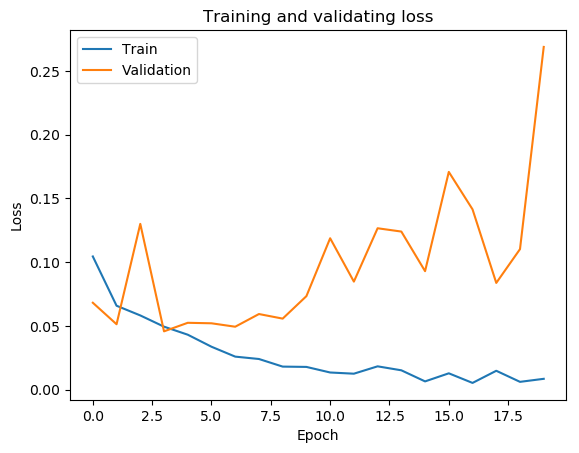 Training and validating loss
Train
Validation
0.25
0.20
0.15
0.10
0.05
0.00
Loss
0.0 2.5 5.0 7.5 10.0 12.5 15.0 17.5
Epoch